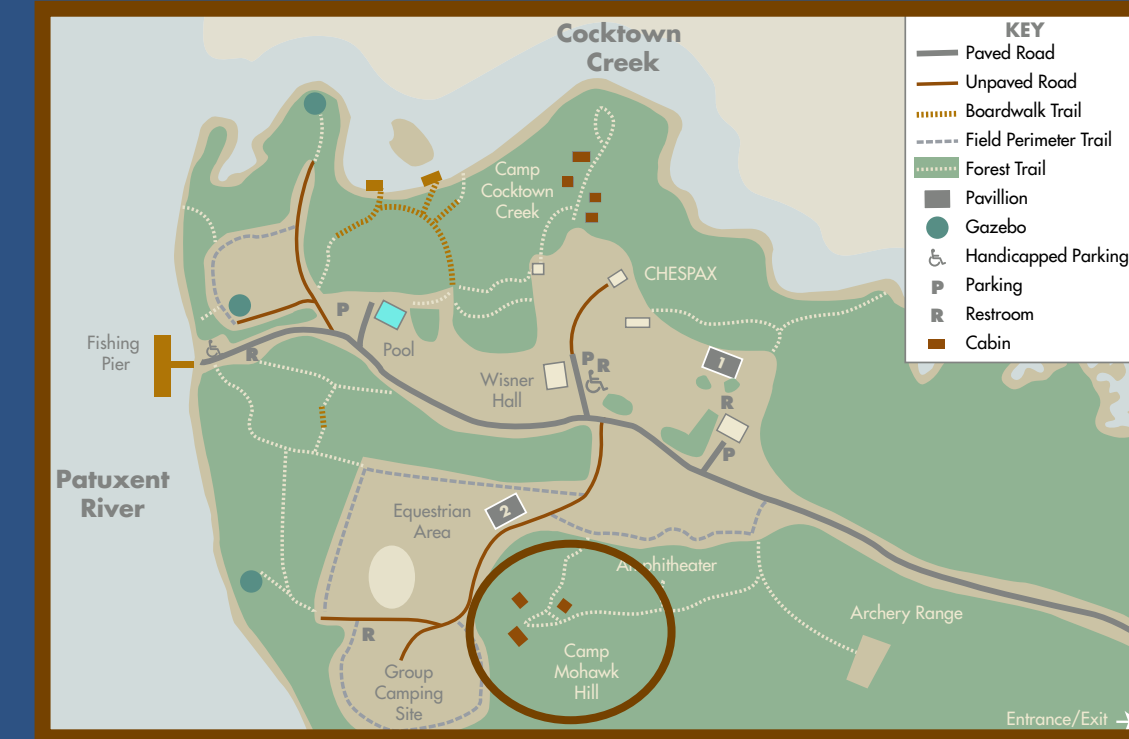 Cocktown
Creek
KEY
Paved Road
Unpaved Road
Boardwalk Trail
Field Perimeter Trail
Forest Trail
Pavillion
Gazebo
Handicapped Parking
P Parking
R Restroom
Cabin
Camp
Cocktown
Creek
CHESPAX
P
Pool
Fishing
Pier
R
Wisner
Hall
P
R
1
R
P
Patuxent
River
Equestrian
Area
2
Amphitheater
Archery Range
R
Camp
Mohawk
Hill
Group
Camping
Site
Entrance/Exit